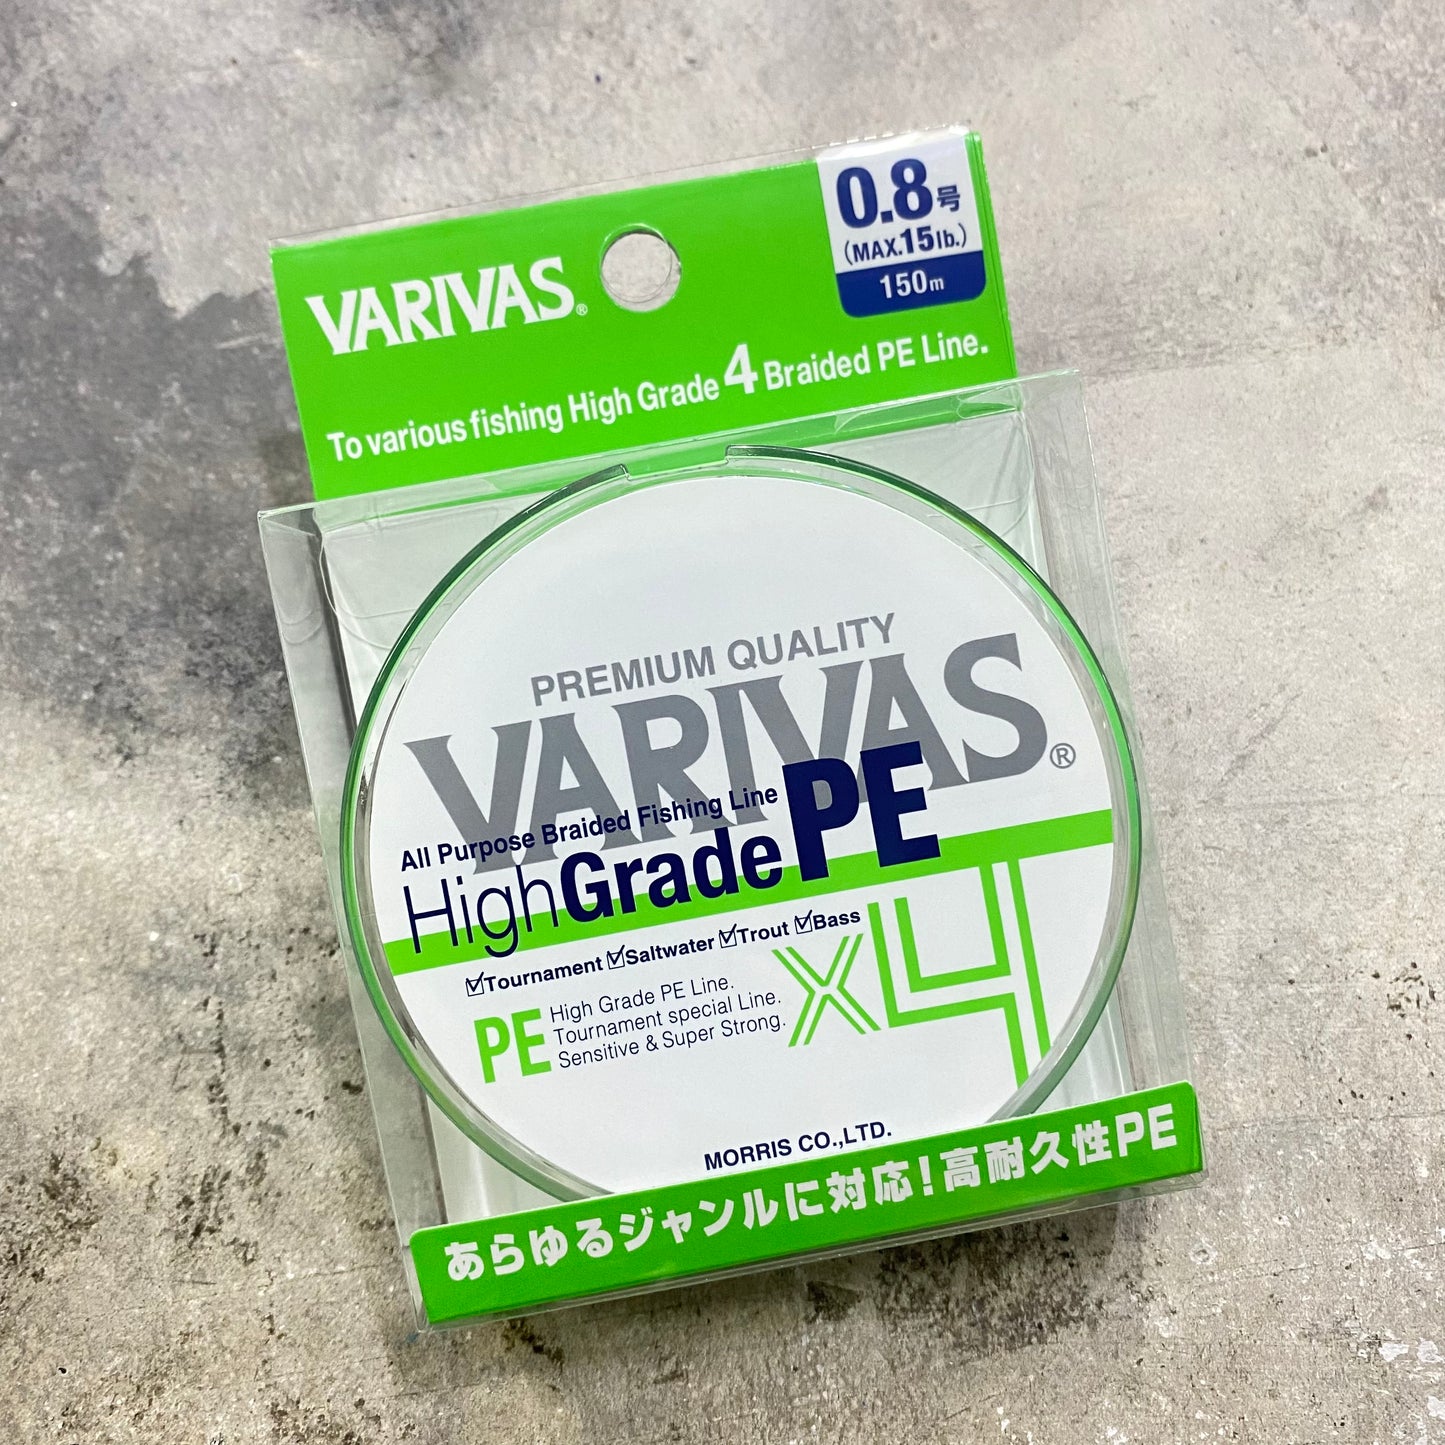 VARIVAS®
0.8号
(MAX.15lb.)
150m
To various fishing High Grade 4 Braided PE Line.
PREMIUM QUALITY
VARIVAS®
All Purpose Braided Fishing Line
HighGradePE
☑Tournament ☑Saltwater ☑Trout ☑Bass
X4
PE
High Grade PE Line.
Tournament special Line.
Sensitive & Super Strong.
MORRIS CO.,LTD.
あらゆるジャンルに対応!高耐久性PE